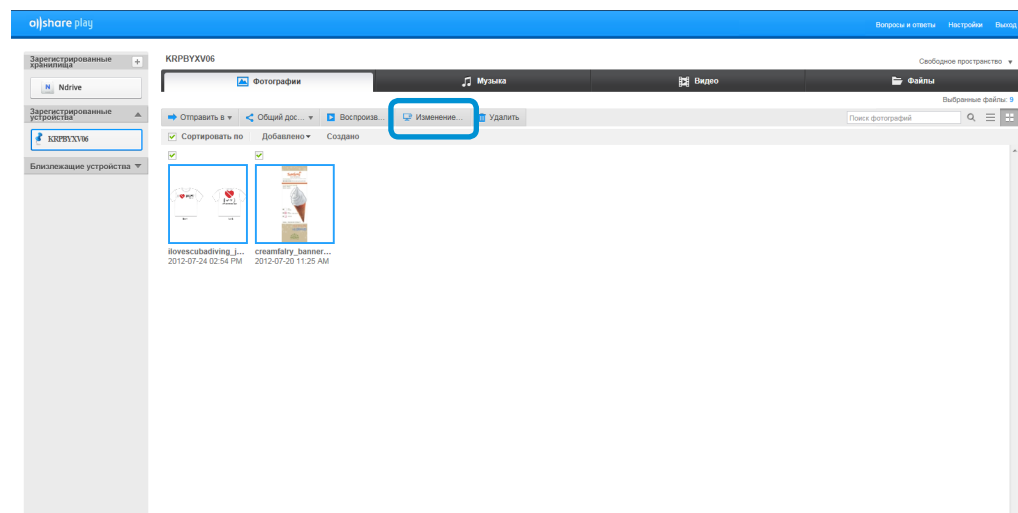 allshare play
Вопросы и ответы Настройки Выход
Зарегистрированные хранилища +
KRPBYXV06
Свободное пространство
N Ndrive
Фотографии Музыка Видео Файлы
Выбранные файлы: 9
Зарегистрированные устройства
Отправить в Общий дос... Воспроизв... Изменение... Удалить
Поиск фотографий
KRPBYXV06
Сортировать по Добавлено Создано
Близлежащие устройства
ilovescubadiving_j... creamfalry_banner...
2012-07-24 02:54 PM 2012-07-20 11:25 AM